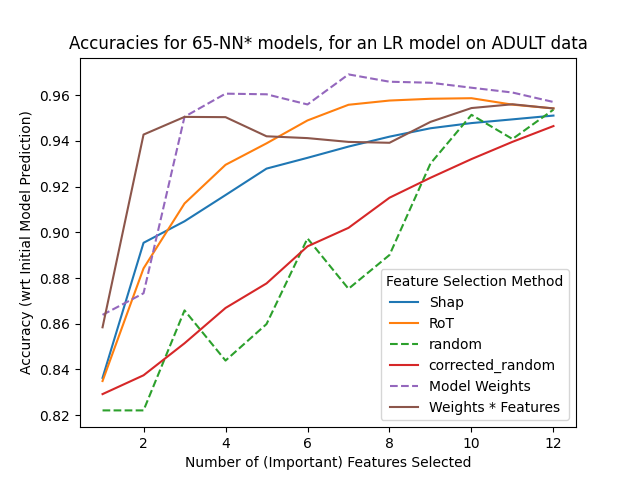 Accuracies for 65-NN* models, for an LR model on ADULT data
Accuracy (wrt Initial Model Prediction)
0.96
0.94
0.92
0.90
0.88
0.86
0.84
0.82
Feature Selection Method
Shap
RoT
random
corrected_random
Model Weights
Weights * Features
2 4 6 8 10 12
Number of (Important) Features Selected